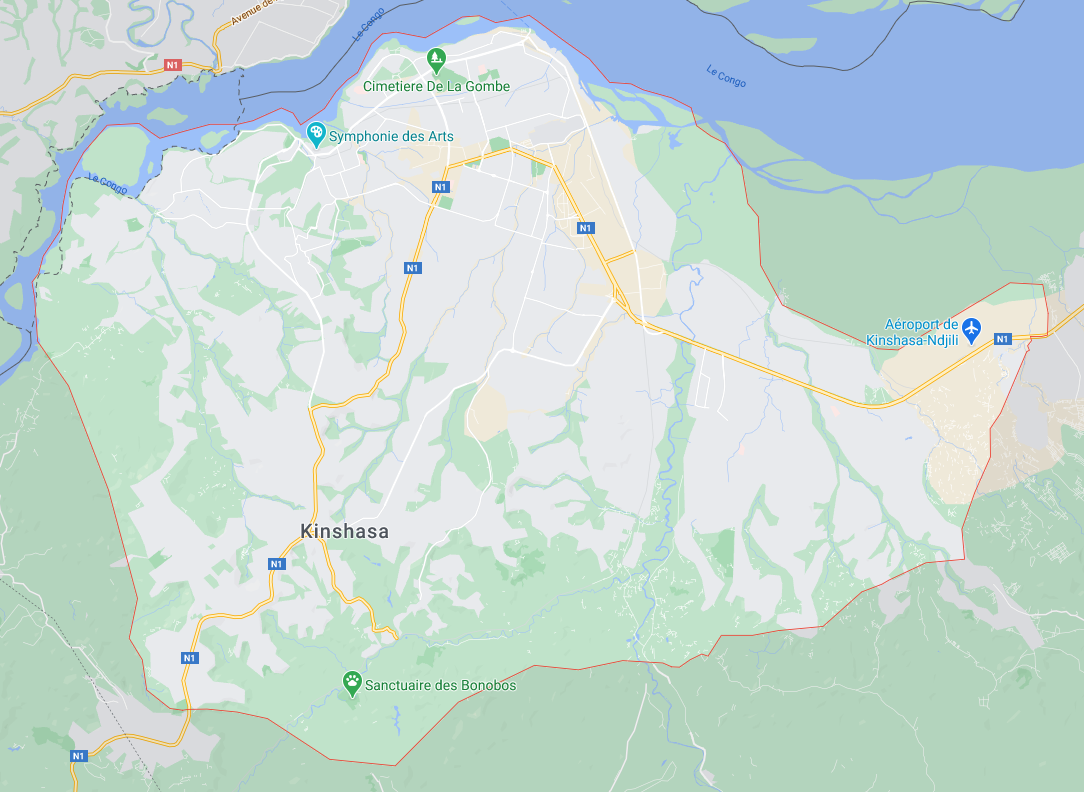 Avenue de
Le Congo
N1
Cimetiere De La Gombe
Le Congo
Symphonie des Arts
Le Congo
N1
N1
N1
Aéroport de
Kinshasa-Ndjili
N1
Kinshasa
N1
N1
Sanctuaire des Bonobos
N1